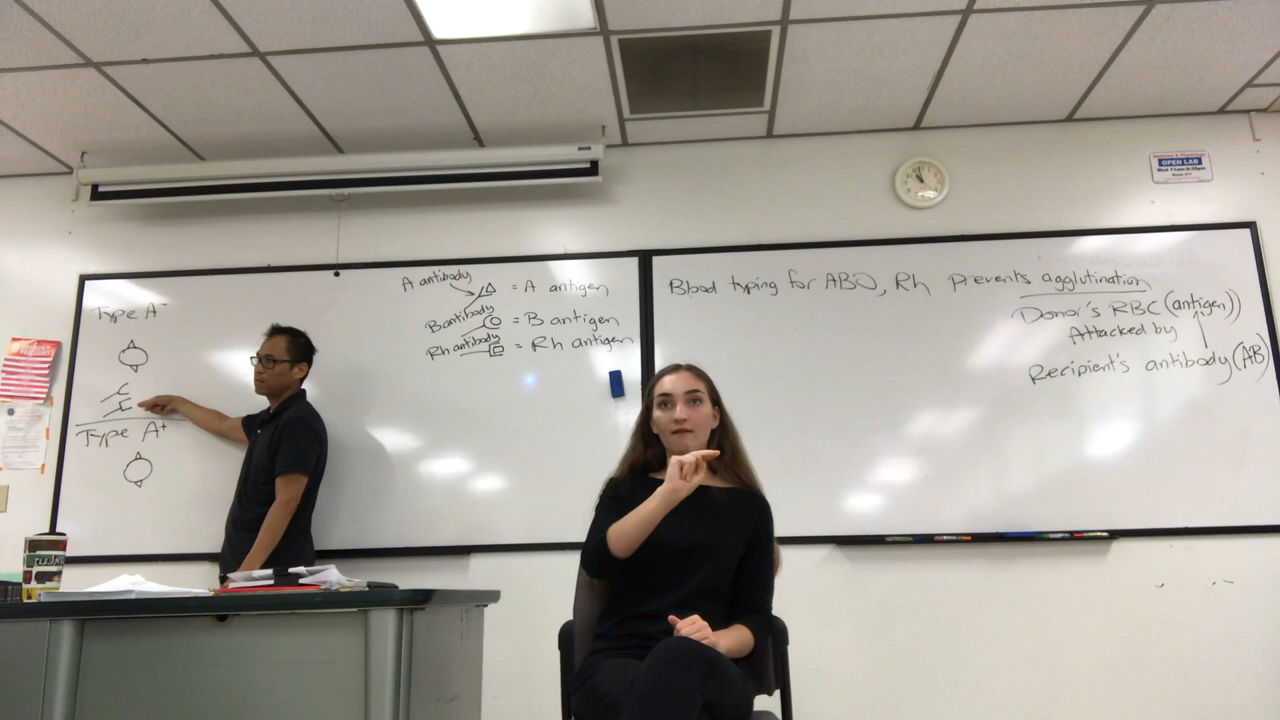 Type A-
Type A+
A antibody
= A antigen
B antibody
= B antigen
Rh antibody
= Rh antigen
Blood typing for ABO, Rh prevents agglutination
Donor's RBC (antigen)
Attacked by
Recipient's antibody (AB)
OPEN LAB